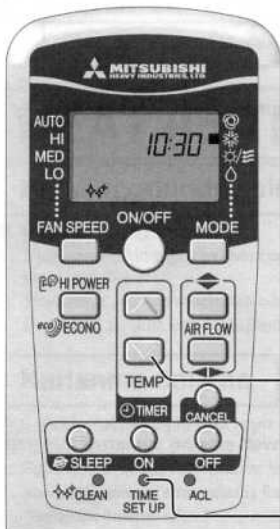 MITSUBISHI
HEAVY INDUSTRIES, LTD.
AUTO
HI
MED
LO
10:30
FAN SPEED
ON/OFF
MODE
HI POWER
eco ECONO
TEMP
AIR FLOW
TIMER
CANCEL
SLEEP
ON
OFF
CLEAN
TIME
SET UP
ACL